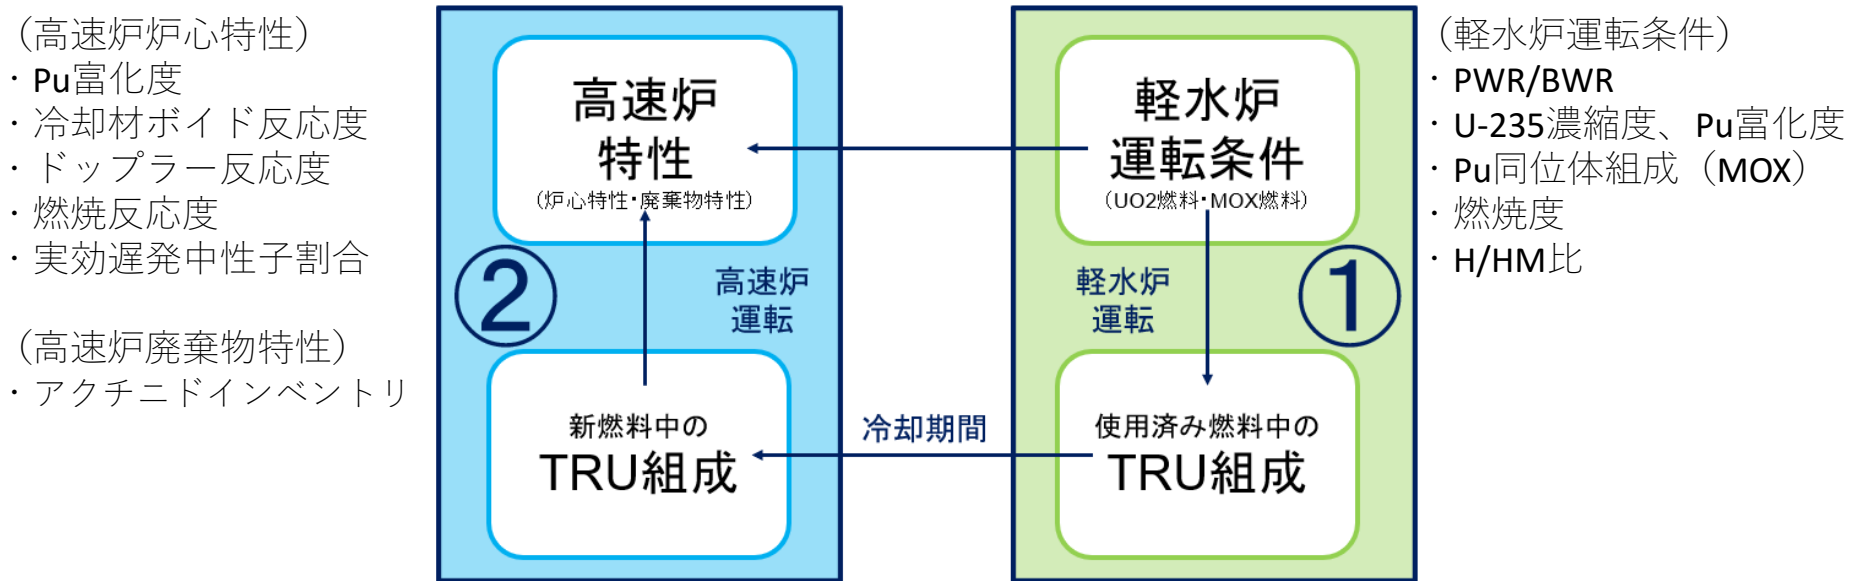 （高速炉炉心特性）
・Pu富化度
・冷却材ボイド反応度
・ドップラー反応度
・燃焼反応度
・実効遅発中性子割合
（高速炉廃棄物特性）
・アクチニドインベントリ
高速炉
特性
（炉心特性・廃棄物特性）
②
高速炉
運転
新燃料中の
TRU組成
冷却期間
軽水炉
運転条件
（UO2燃料・MOX燃料）
軽水炉
運転
①
使用済み燃料中の
TRU組成
（軽水炉運転条件）
・PWR/BWR
・U-235濃縮度、Pu富化度
・Pu同位体組成（MOX）
・燃焼度
・H/HM比